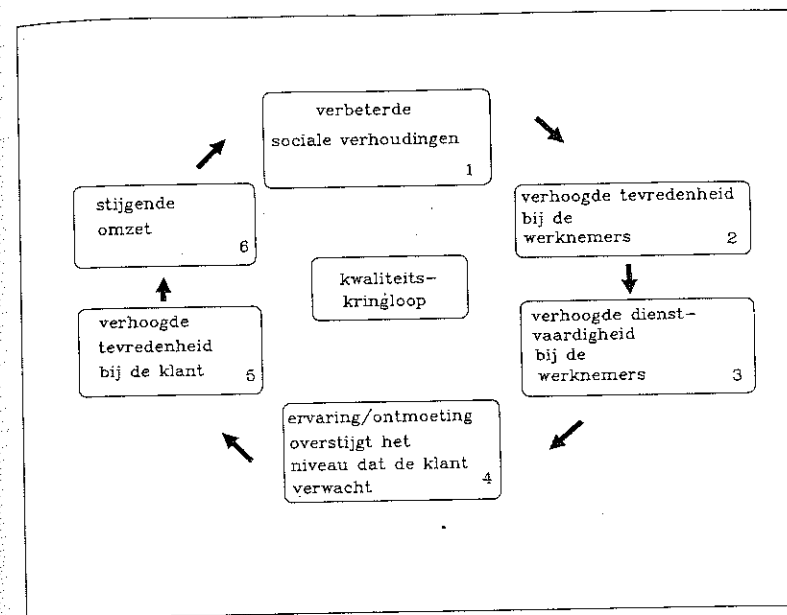 verbeterde
sociale verhoudingen
1
verhoogde tevredenheid
bij de
werknemers 2
verhoogde dienst-
vaardigheid
bij de
werknemers 3
ervaring/ontmoeting
overstijgt het
niveau dat de klant
verwacht 4
verhoogde
tevredenheid
bij de klant 5
stijgende
omzet
6
kwaliteits-
kringloop